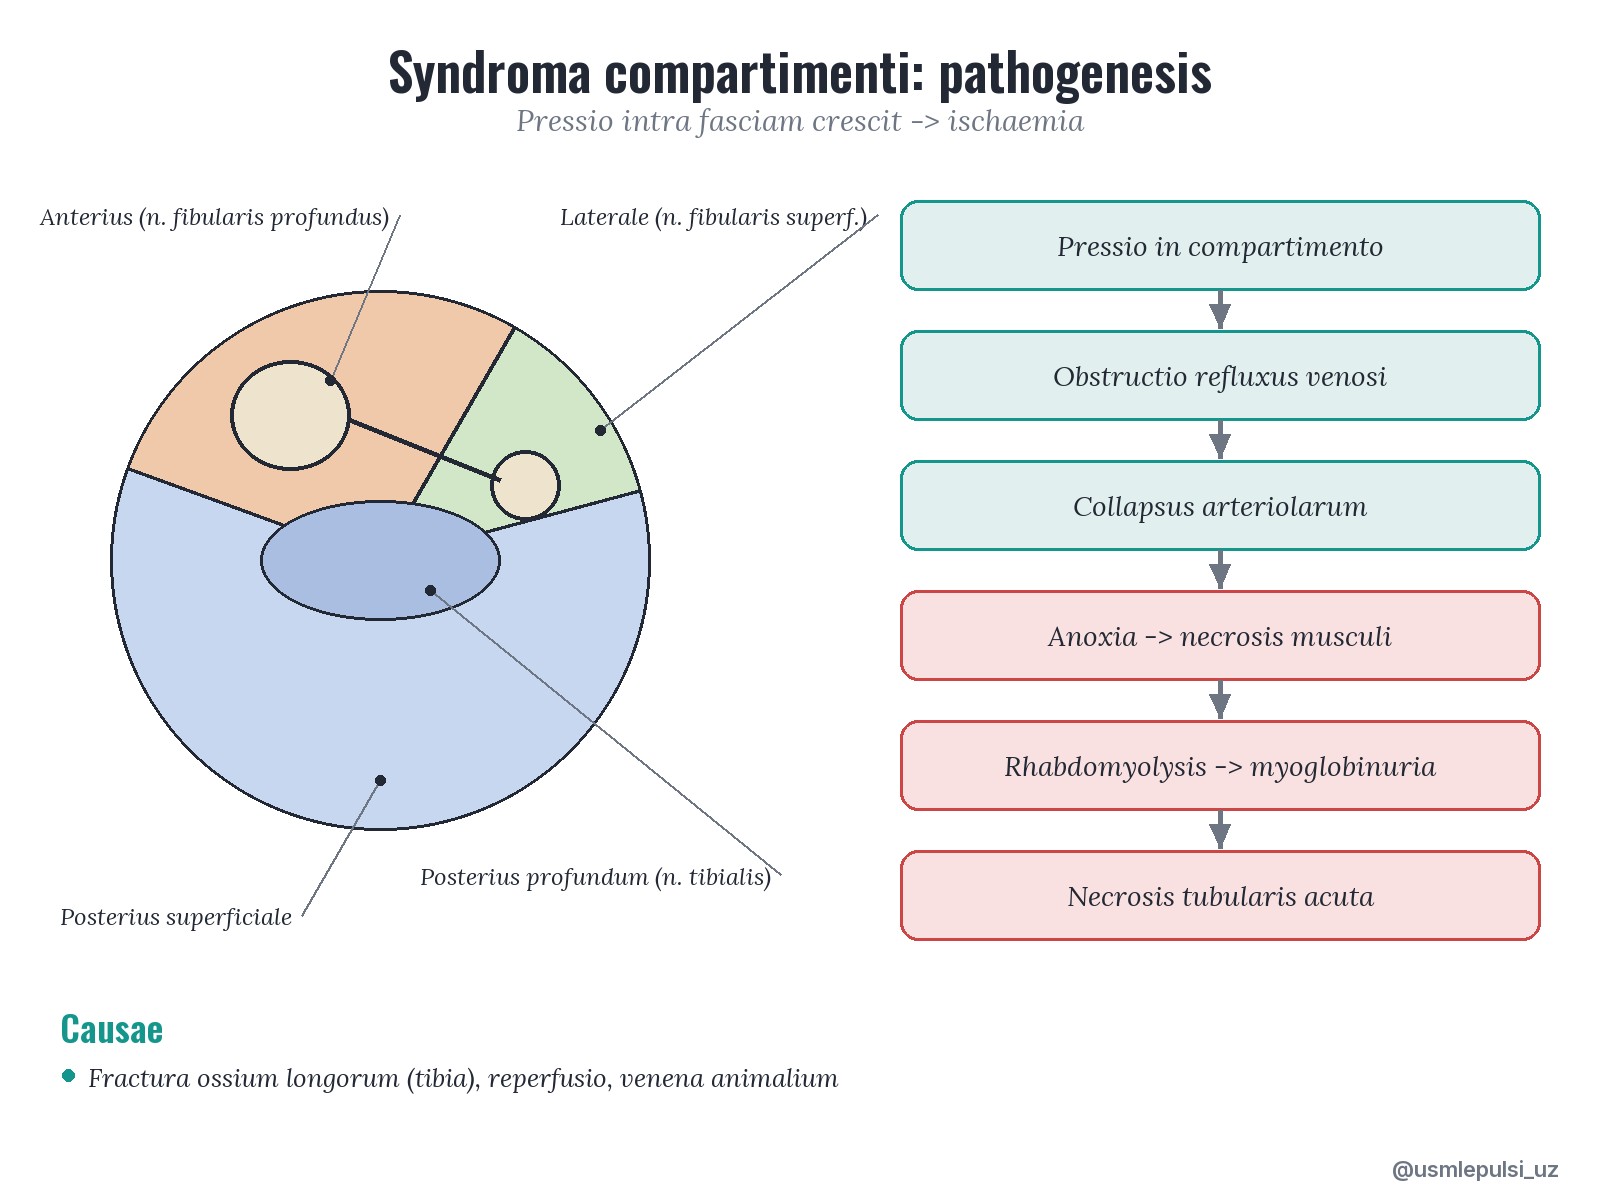 Syndroma compartimenti: pathogenesis
Pressio intra fasciam crescit -> ischaemia
Anterius (n. fibularis profundus)
Laterale (n. fibularis superf.)
Posterius profundum (n. tibialis)
Posterius superficiale
Pressio in compartimento
Obstructio refluxus venosi
Collapsus arteriolarum
Anoxia -> necrosis musculi
Rhabdomyolysis -> myoglobinuria
Necrosis tubularis acuta
Causae
Fractura ossium longorum (tibia), reperfusio, venena animalium
@usmlepulsi_uz